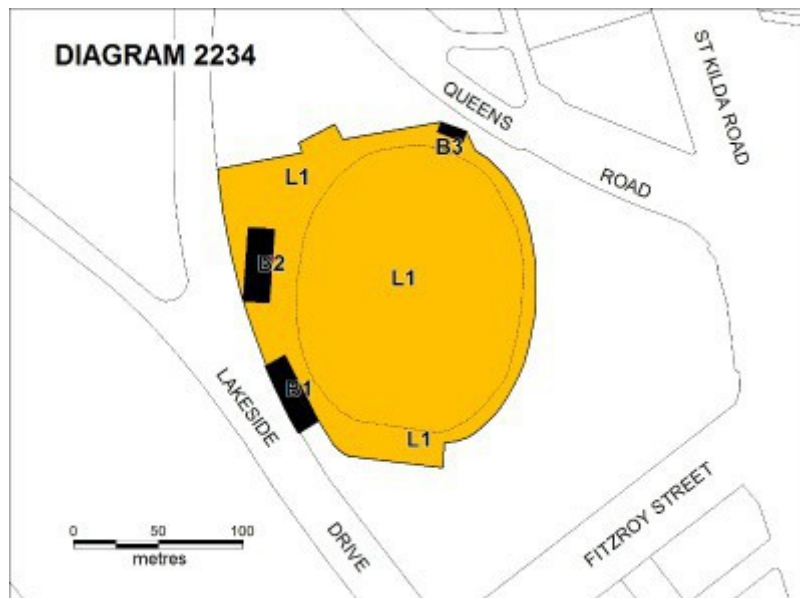 DIAGRAM 2234
ST KILDA ROAD
QUEENS
ROAD
B3
L1
B2
L1
B1
L1
LAKESIDE
DRIVE
FITZROY STREET
0 50 100
metres